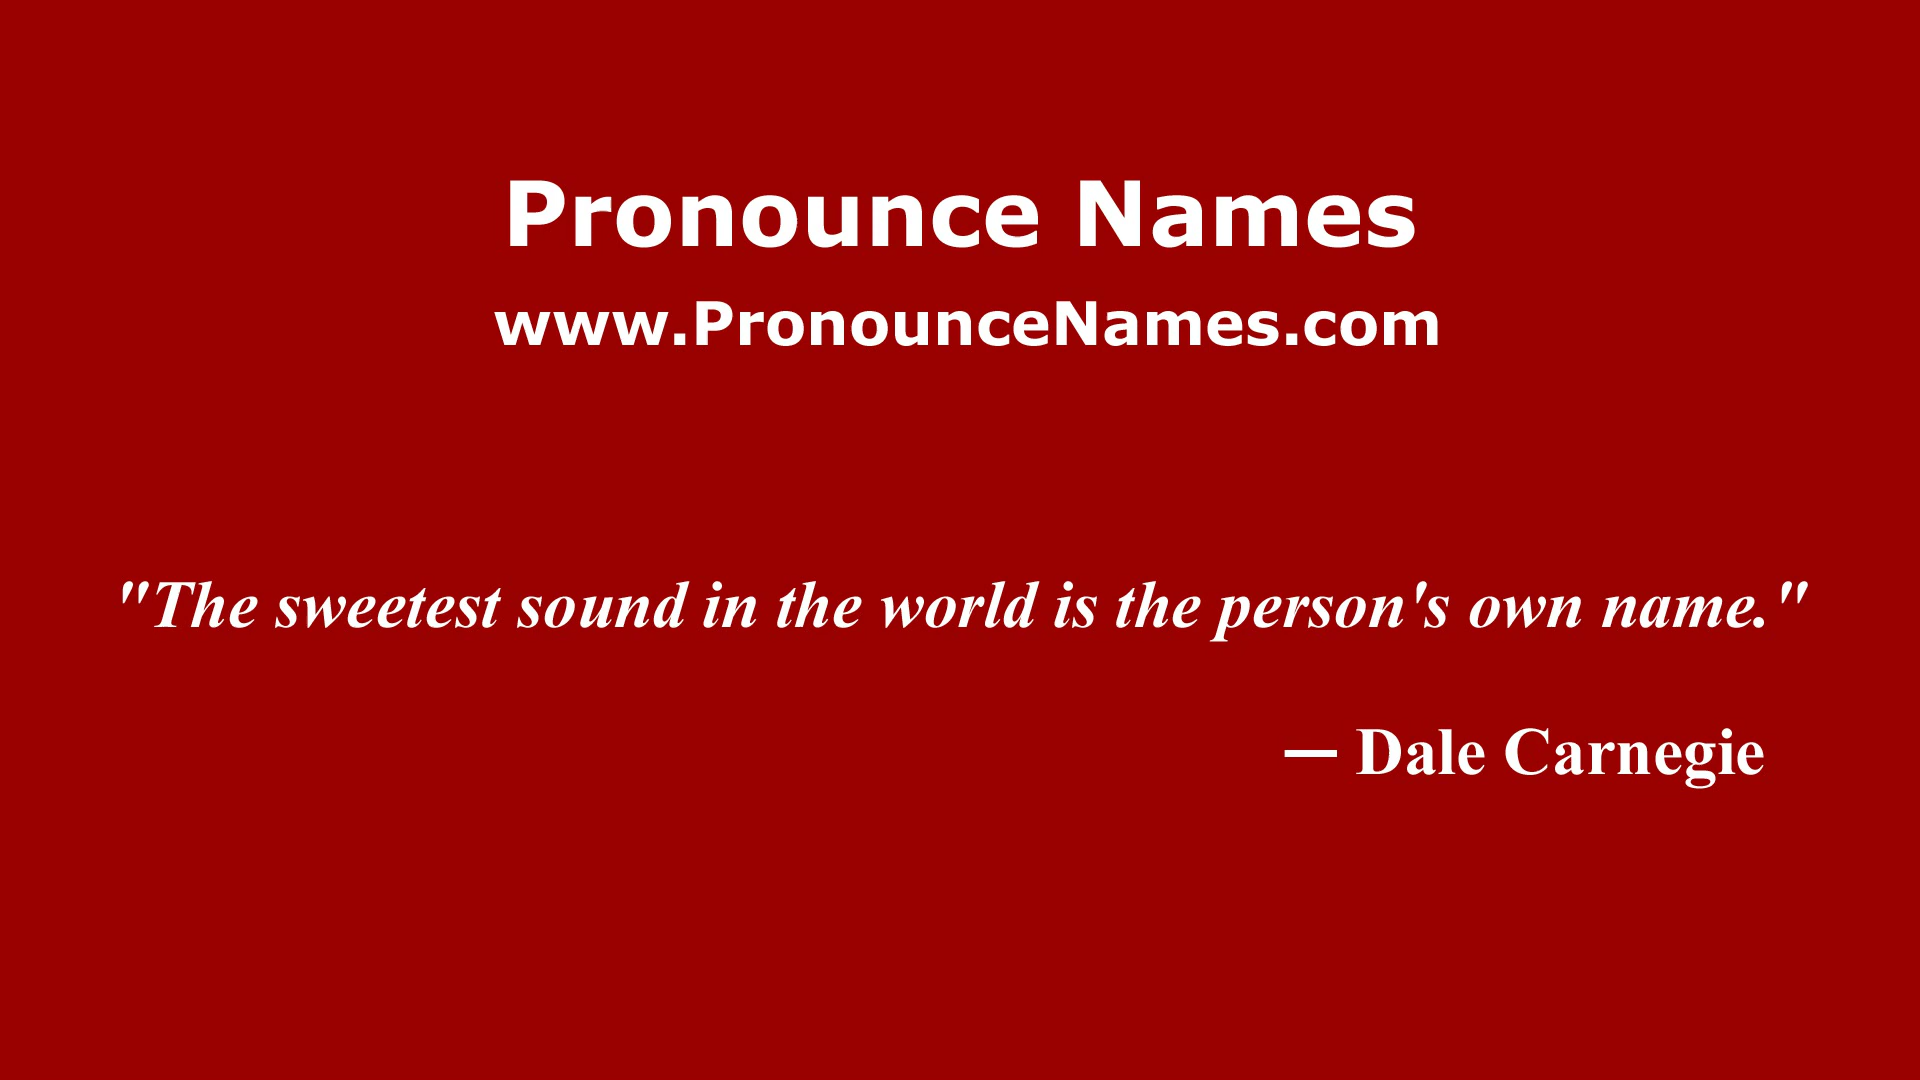 Pronounce Names
www.PronounceNames.com
"The sweetest sound in the world is the person's own name."
— Dale Carnegie